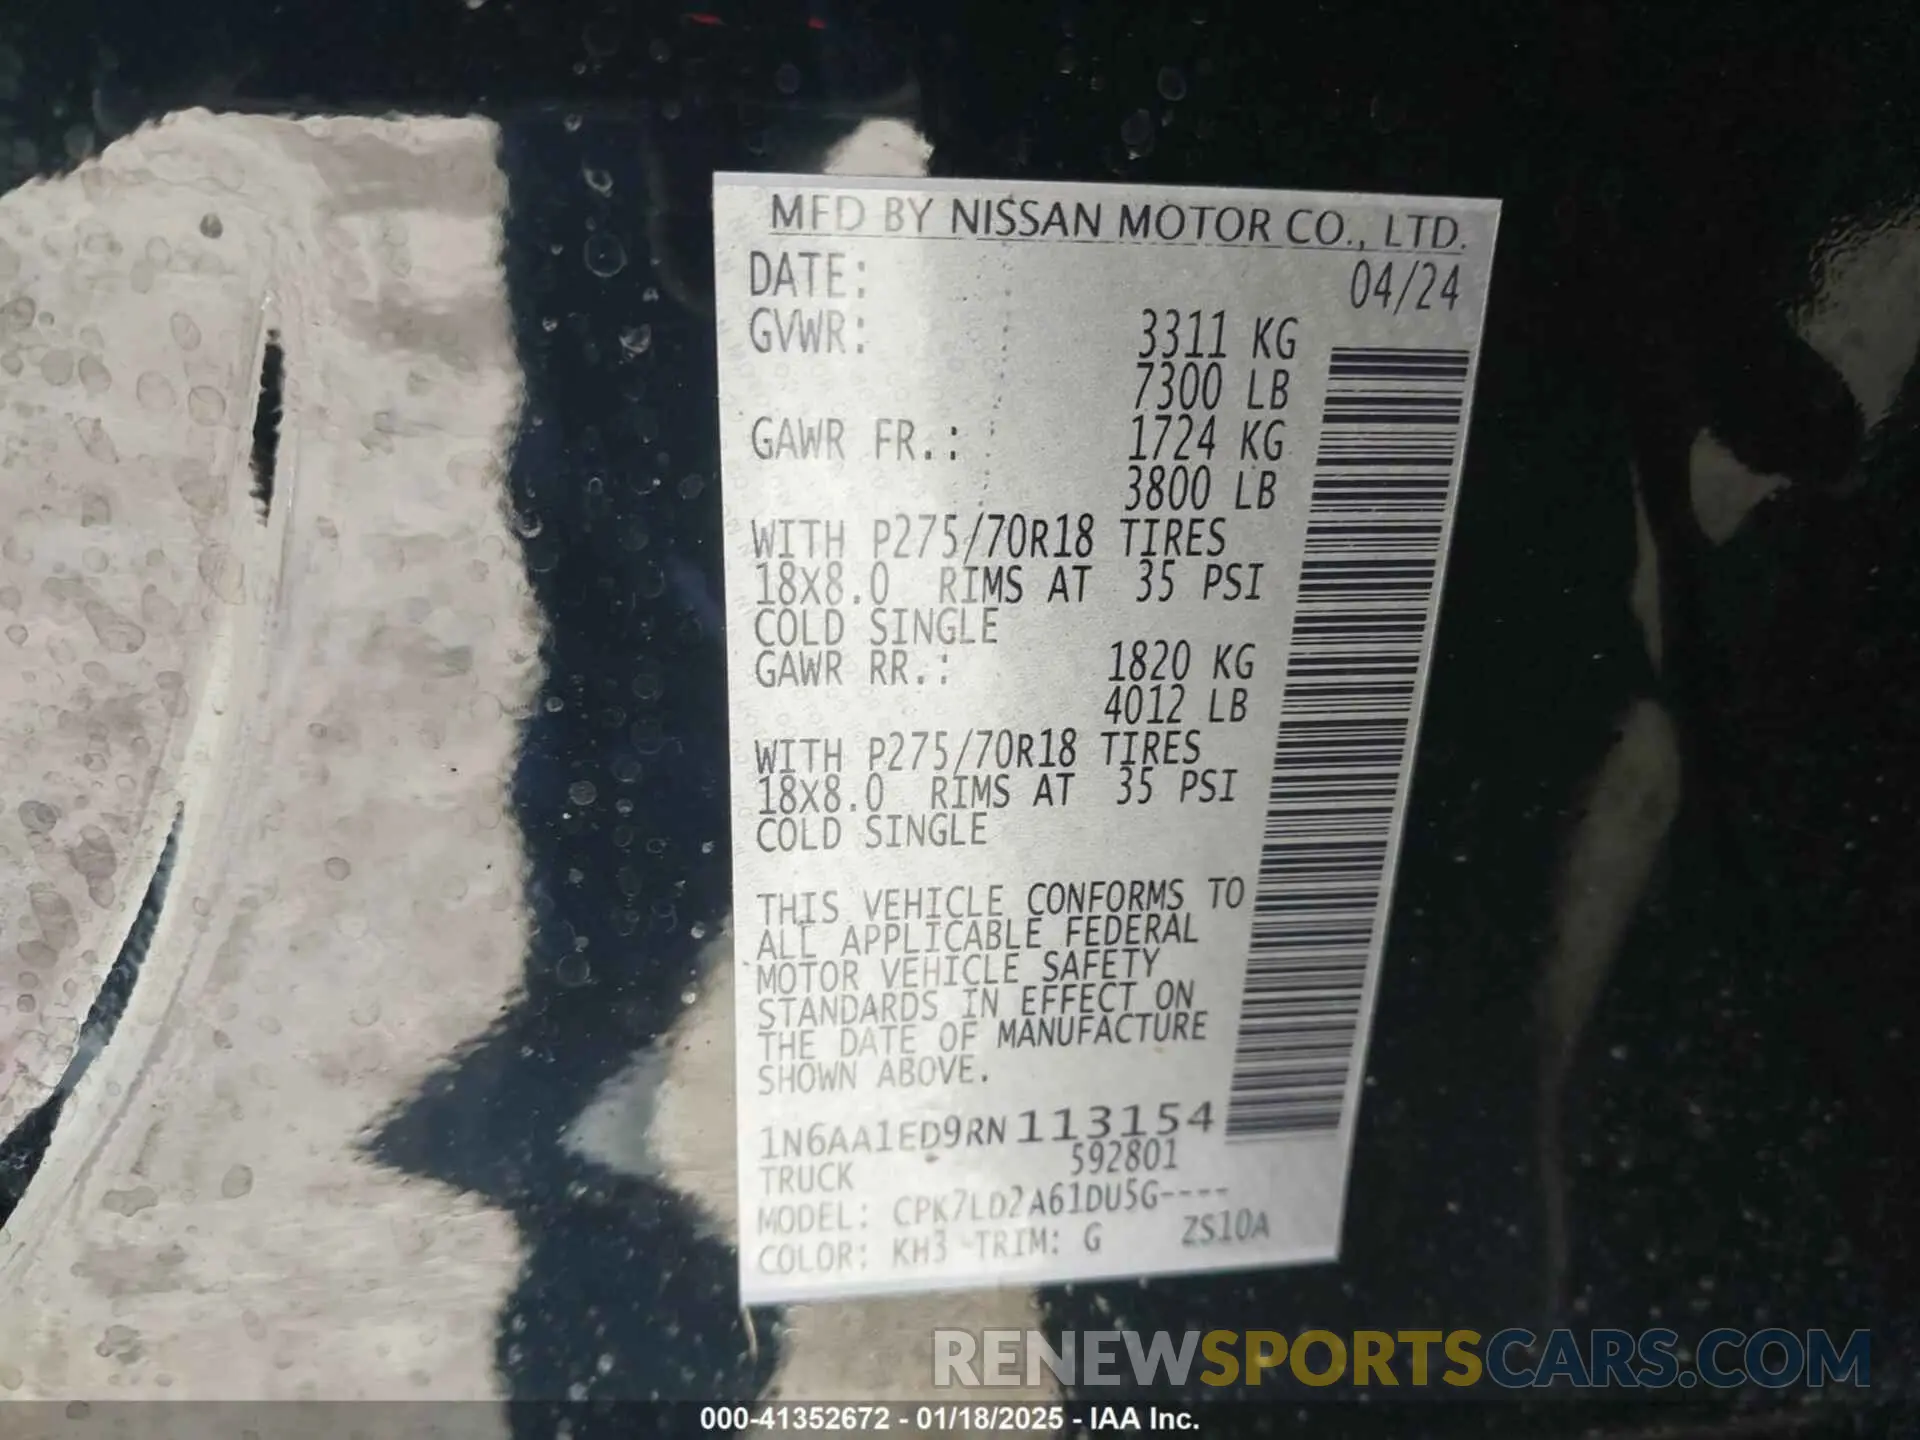 MFD BY NISSAN MOTOR CO., LTD.
DATE: 04/24
GVWR: 3311 KG
7300 LB
GAWR FR.: 1724 KG
3800 LB
WITH P275/70R18 TIRES
18X8.0 RIMS AT 35 PSI
COLD SINGLE
GAWR RR.: 1820 KG
4012 LB
WITH P275/70R18 TIRES
18X8.0 RIMS AT 35 PSI
COLD SINGLE
THIS VEHICLE CONFORMS TO
ALL APPLICABLE FEDERAL
MOTOR VEHICLE SAFETY
STANDARDS IN EFFECT ON
THE DATE OF MANUFACTURE
SHOWN ABOVE.
1N6AA1ED9RN113154
TRUCK 592801
MODEL: CPK7LD2A61DU5G----
COLOR: KH3 TRIM: G ZS10A
RENEWSPORTSCARS.COM
000-41352672 - 01/18/2025 - IAA Inc.